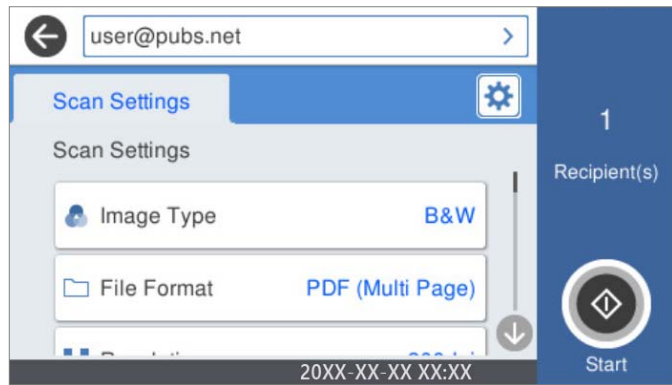 user@pubs.net
Scan Settings
1
Recipient(s)
Scan Settings
Image Type B&W
File Format PDF (Multi Page)
20XX-XX-XX XX:XX
Start